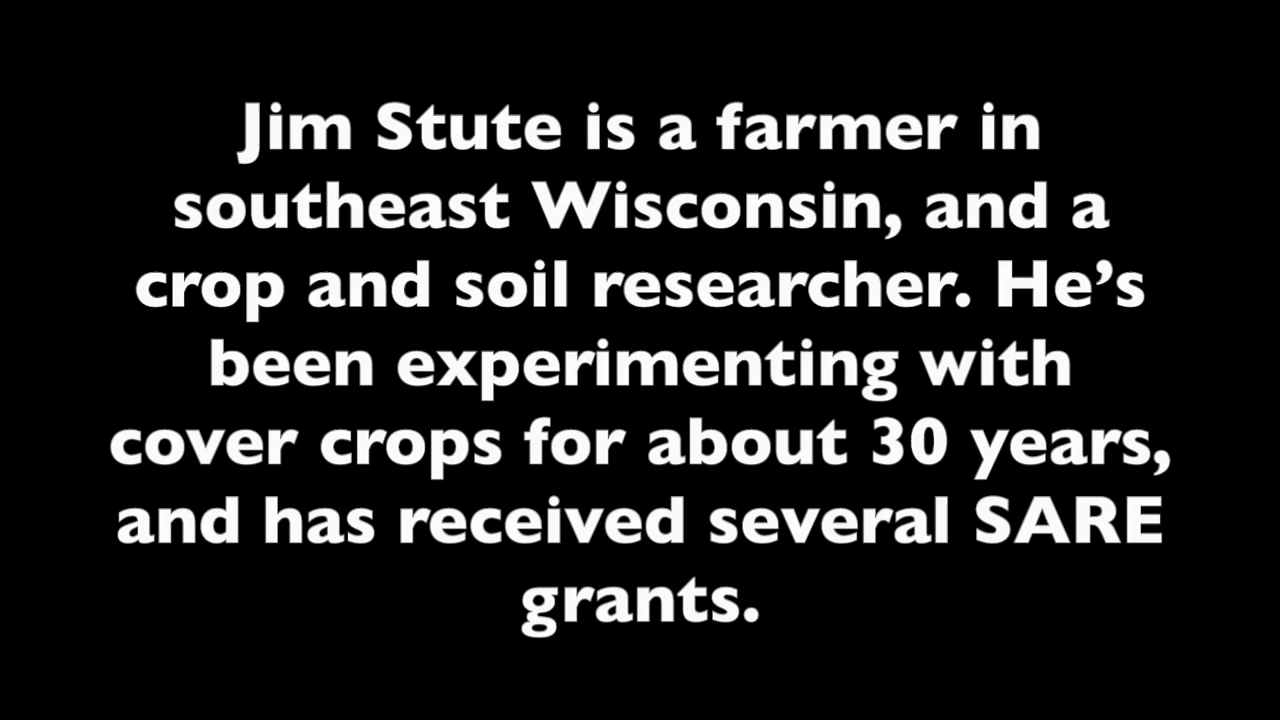 Jim Stute is a farmer in
southeast Wisconsin, and a
crop and soil researcher. He’s
been experimenting with
cover crops for about 30 years,
and has received several SARE
grants.